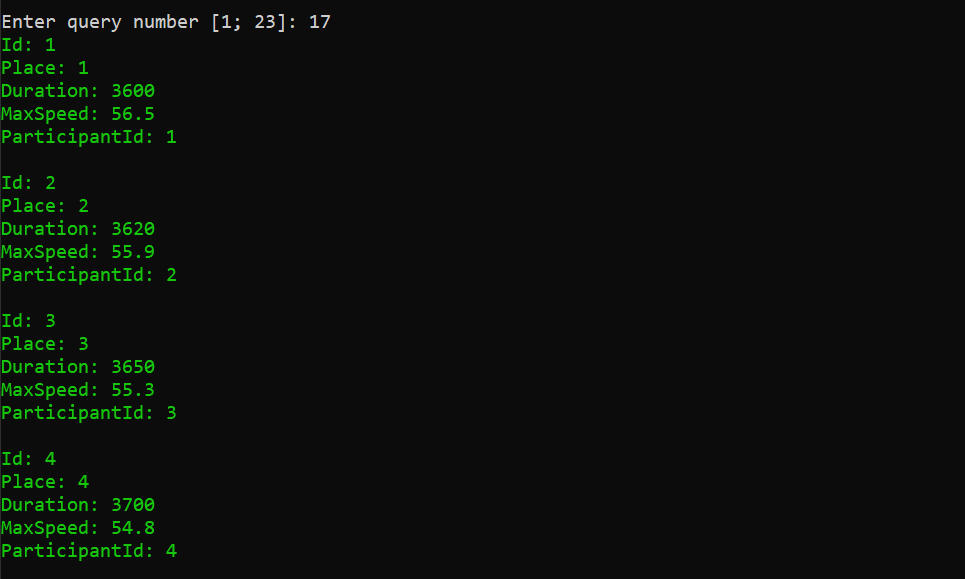 Enter query number [1; 23]: 17
Id: 1
Place: 1
Duration: 3600
MaxSpeed: 56.5
ParticipantId: 1
Id: 2
Place: 2
Duration: 3620
MaxSpeed: 55.9
ParticipantId: 2
Id: 3
Place: 3
Duration: 3650
MaxSpeed: 55.3
ParticipantId: 3
Id: 4
Place: 4
Duration: 3700
MaxSpeed: 54.8
ParticipantId: 4